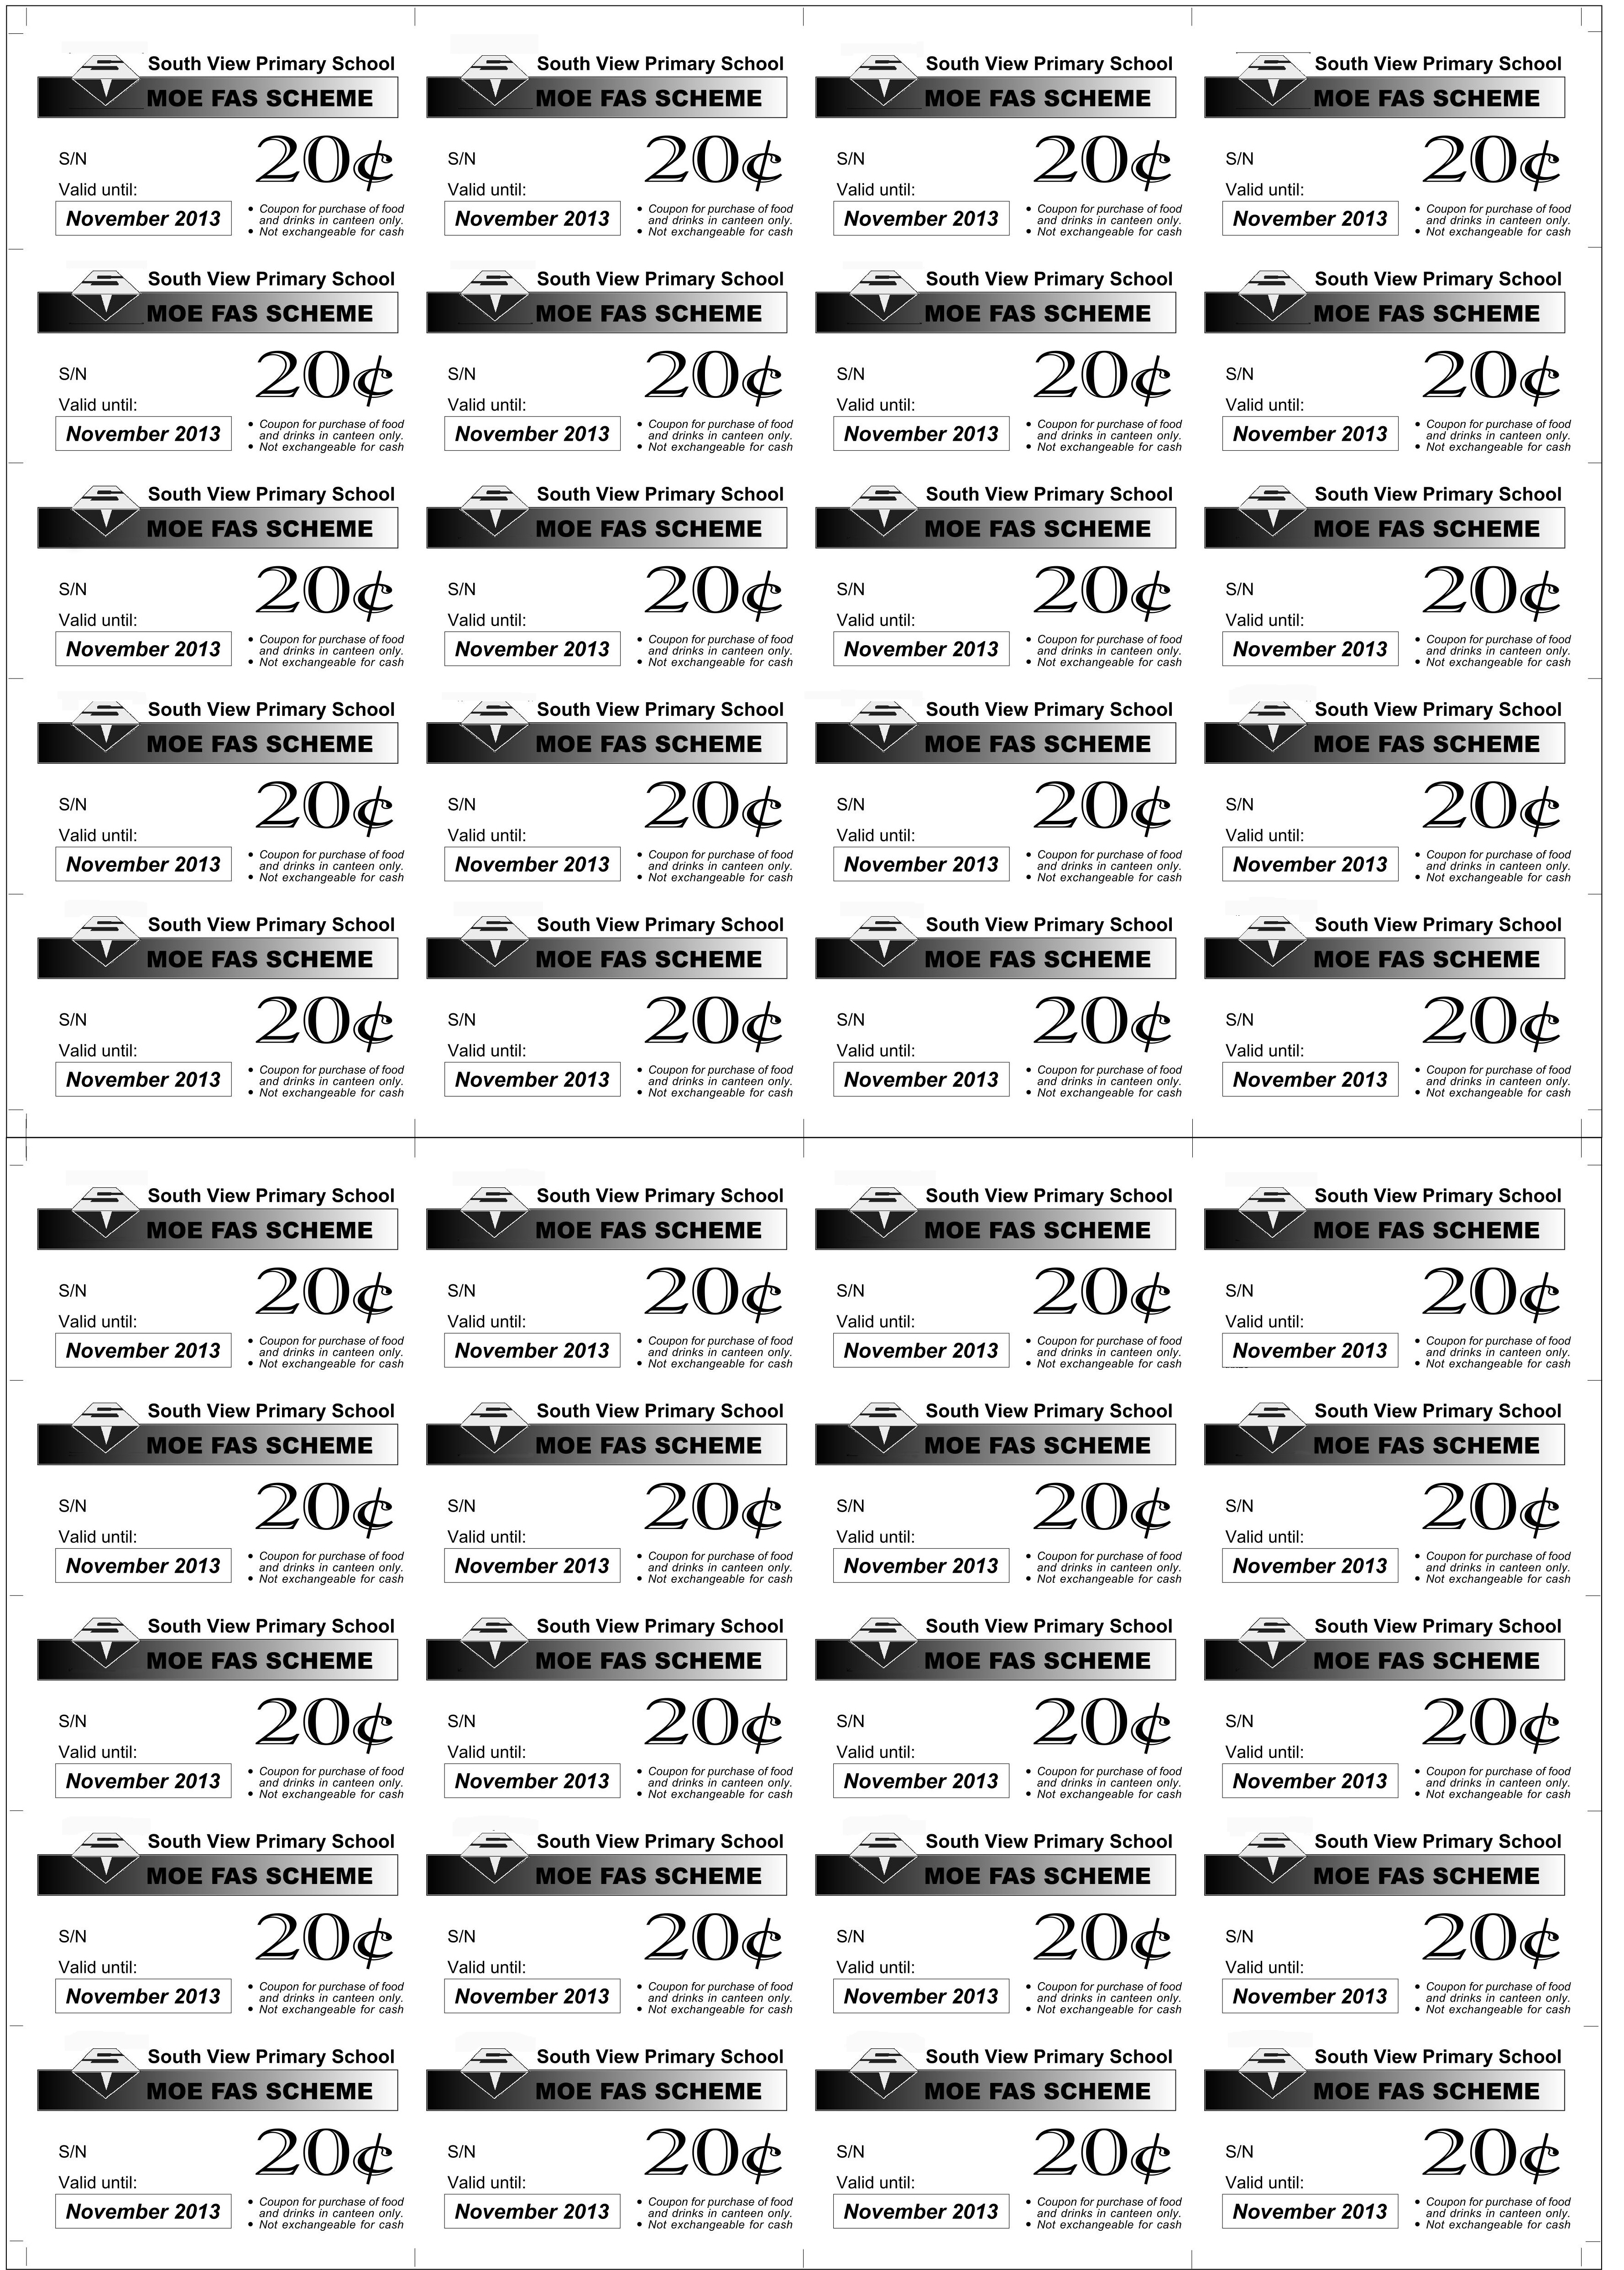 South View Primary School South View Primary School South View Primary School South View Primary School
MOE FAS SCHEME MOE FAS SCHEME MOE FAS SCHEME MOE FAS SCHEME
S/N 20¢ S/N 20¢ S/N 20¢ S/N 20¢
Valid until: Valid until: Valid until: Valid until:
November 2013 November 2013 November 2013 November 2013
• Coupon for purchase of food • Coupon for purchase of food • Coupon for purchase of food • Coupon for purchase of food
and drinks in canteen only. and drinks in canteen only. and drinks in canteen only. and drinks in canteen only.
• Not exchangeable for cash • Not exchangeable for cash • Not exchangeable for cash • Not exchangeable for cash
South View Primary School South View Primary School South View Primary School South View Primary School
MOE FAS SCHEME MOE FAS SCHEME MOE FAS SCHEME MOE FAS SCHEME
S/N 20¢ S/N 20¢ S/N 20¢ S/N 20¢
Valid until: Valid until: Valid until: Valid until:
November 2013 November 2013 November 2013 November 2013
• Coupon for purchase of food • Coupon for purchase of food • Coupon for purchase of food • Coupon for purchase of food
and drinks in canteen only. and drinks in canteen only. and drinks in canteen only. and drinks in canteen only.
• Not exchangeable for cash • Not exchangeable for cash • Not exchangeable for cash • Not exchangeable for cash
South View Primary School South View Primary School South View Primary School South View Primary School
MOE FAS SCHEME MOE FAS SCHEME MOE FAS SCHEME MOE FAS SCHEME
S/N 20¢ S/N 20¢ S/N 20¢ S/N 20¢
Valid until: Valid until: Valid until: Valid until:
November 2013 November 2013 November 2013 November 2013
• Coupon for purchase of food • Coupon for purchase of food • Coupon for purchase of food • Coupon for purchase of food
and drinks in canteen only. and drinks in canteen only. and drinks in canteen only. and drinks in canteen only.
• Not exchangeable for cash • Not exchangeable for cash • Not exchangeable for cash • Not exchangeable for cash
South View Primary School South View Primary School South View Primary School South View Primary School
MOE FAS SCHEME MOE FAS SCHEME MOE FAS SCHEME MOE FAS SCHEME
S/N 20¢ S/N 20¢ S/N 20¢ S/N 20¢
Valid until: Valid until: Valid until: Valid until:
November 2013 November 2013 November 2013 November 2013
• Coupon for purchase of food • Coupon for purchase of food • Coupon for purchase of food • Coupon for purchase of food
and drinks in canteen only. and drinks in canteen only. and drinks in canteen only. and drinks in canteen only.
• Not exchangeable for cash • Not exchangeable for cash • Not exchangeable for cash • Not exchangeable for cash
South View Primary School South View Primary School South View Primary School South View Primary School
MOE FAS SCHEME MOE FAS SCHEME MOE FAS SCHEME MOE FAS SCHEME
S/N 20¢ S/N 20¢ S/N 20¢ S/N 20¢
Valid until: Valid until: Valid until: Valid until:
November 2013 November 2013 November 2013 November 2013
• Coupon for purchase of food • Coupon for purchase of food • Coupon for purchase of food • Coupon for purchase of food
and drinks in canteen only. and drinks in canteen only. and drinks in canteen only. and drinks in canteen only.
• Not exchangeable for cash • Not exchangeable for cash • Not exchangeable for cash • Not exchangeable for cash
South View Primary School South View Primary School South View Primary School South View Primary School
MOE FAS SCHEME MOE FAS SCHEME MOE FAS SCHEME MOE FAS SCHEME
S/N 20¢ S/N 20¢ S/N 20¢ S/N 20¢
Valid until: Valid until: Valid until: Valid until:
November 2013 November 2013 November 2013 November 2013
• Coupon for purchase of food • Coupon for purchase of food • Coupon for purchase of food • Coupon for purchase of food
and drinks in canteen only. and drinks in canteen only. and drinks in canteen only. and drinks in canteen only.
• Not exchangeable for cash • Not exchangeable for cash • Not exchangeable for cash • Not exchangeable for cash
South View Primary School South View Primary School South View Primary School South View Primary School
MOE FAS SCHEME MOE FAS SCHEME MOE FAS SCHEME MOE FAS SCHEME
S/N 20¢ S/N 20¢ S/N 20¢ S/N 20¢
Valid until: Valid until: Valid until: Valid until:
November 2013 November 2013 November 2013 November 2013
• Coupon for purchase of food • Coupon for purchase of food • Coupon for purchase of food • Coupon for purchase of food
and drinks in canteen only. and drinks in canteen only. and drinks in canteen only. and drinks in canteen only.
• Not exchangeable for cash • Not exchangeable for cash • Not exchangeable for cash • Not exchangeable for cash
South View Primary School South View Primary School South View Primary School South View Primary School
MOE FAS SCHEME MOE FAS SCHEME MOE FAS SCHEME MOE FAS SCHEME
S/N 20¢ S/N 20¢ S/N 20¢ S/N 20¢
Valid until: Valid until: Valid until: Valid until:
November 2013 November 2013 November 2013 November 2013
• Coupon for purchase of food • Coupon for purchase of food • Coupon for purchase of food • Coupon for purchase of food
and drinks in canteen only. and drinks in canteen only. and drinks in canteen only. and drinks in canteen only.
• Not exchangeable for cash • Not exchangeable for cash • Not exchangeable for cash • Not exchangeable for cash
South View Primary School South View Primary School South View Primary School South View Primary School
MOE FAS SCHEME MOE FAS SCHEME MOE FAS SCHEME MOE FAS SCHEME
S/N 20¢ S/N 20¢ S/N 20¢ S/N 20¢
Valid until: Valid until: Valid until: Valid until:
November 2013 November 2013 November 2013 November 2013
• Coupon for purchase of food • Coupon for purchase of food • Coupon for purchase of food • Coupon for purchase of food
and drinks in canteen only. and drinks in canteen only. and drinks in canteen only. and drinks in canteen only.
• Not exchangeable for cash • Not exchangeable for cash • Not exchangeable for cash • Not exchangeable for cash
South View Primary School South View Primary School South View Primary School South View Primary School
MOE FAS SCHEME MOE FAS SCHEME MOE FAS SCHEME MOE FAS SCHEME
S/N 20¢ S/N 20¢ S/N 20¢ S/N 20¢
Valid until: Valid until: Valid until: Valid until:
November 2013 November 2013 November 2013 November 2013
• Coupon for purchase of food • Coupon for purchase of food • Coupon for purchase of food • Coupon for purchase of food
and drinks in canteen only. and drinks in canteen only. and drinks in canteen only. and drinks in canteen only.
• Not exchangeable for cash • Not exchangeable for cash • Not exchangeable for cash • Not exchangeable for cash